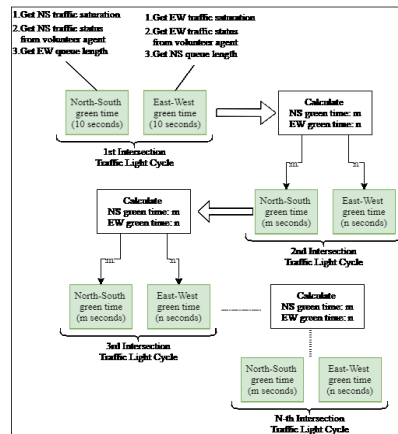 1.Get NS traffic saturation
2.Get NS traffic status
from volunteer agent
3.Get EW queue length
1.Get EW traffic saturation
2.Get EW traffic status
from volunteer agent
3.Get NS queue length
North-South
green time
(10 seconds)
East-West
green time
(10 seconds)
1st Intersection
Traffic Light Cycle
Calculate
NS green time: m
EW green time: n
m
n
North-South
green time
(m seconds)
East-West
green time
(n seconds)
2nd Intersection
Traffic Light Cycle
Calculate
NS green time: m
EW green time: n
m
n
North-South
green time
(m seconds)
East-West
green time
(n seconds)
3rd Intersection
Traffic Light Cycle
Calculate
NS green time: m
EW green time: n
North-South
green time
(m seconds)
East-West
green time
(n seconds)
N-th Intersection
Traffic Light Cycle